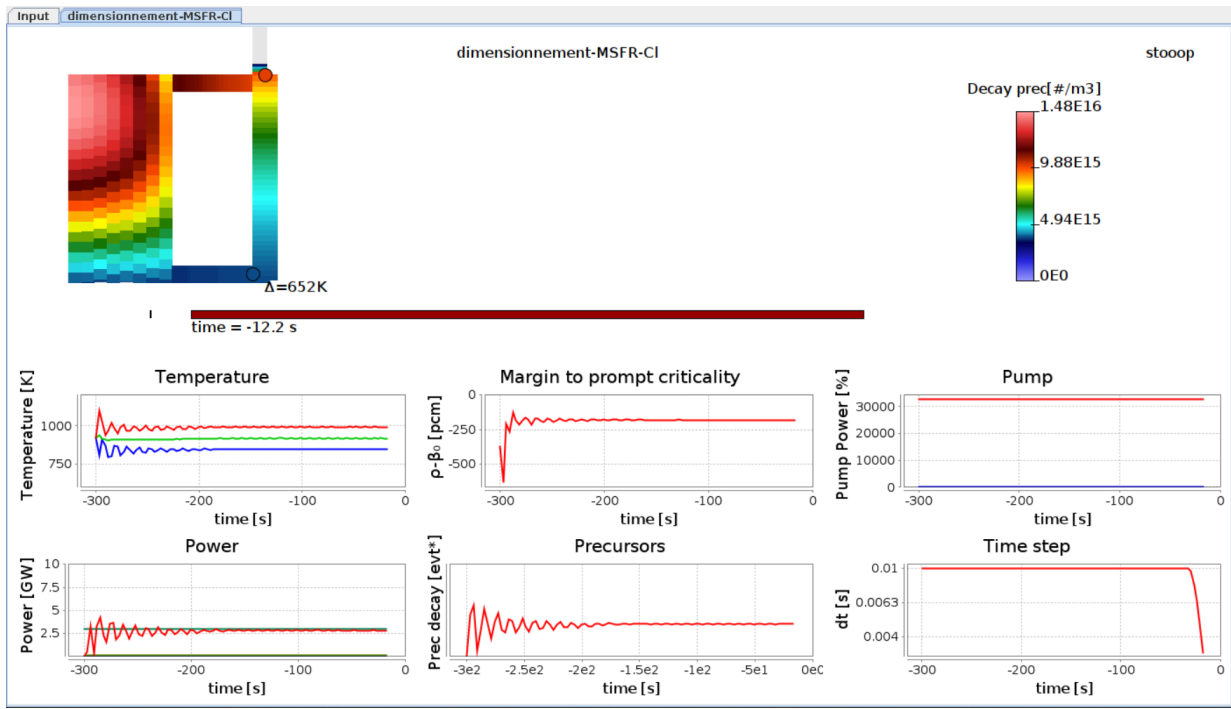 Input dimensionnement-MSFR-Cl
dimensionnement-MSFR-Cl
stooop
Decay prec[#/m3]
1.48E16
9.88E15
4.94E15
0E0
Δ=652K
time = -12.2 s
Temperature
Temperature [K]
1000
750
-300 -200 -100 0
time [s]
Margin to prompt criticality
ρ-β₀ [pcm]
0
-250
-500
-300 -200 -100 0
time [s]
Pump
Pump Power [%]
30000
20000
10000
0
-300 -200 -100 0
time [s]
Power
Power [GW]
10
7.5
5
2.5
-300 -200 -100 0
time [s]
Precursors
Prec decay [evt*]
-3e2 -2.5e2 -2e2 -1.5e2 -1e2 -5e1 0e0
time [s]
Time step
dt [s]
0.01
0.0063
0.004
-300 -200 -100 0
time [s]